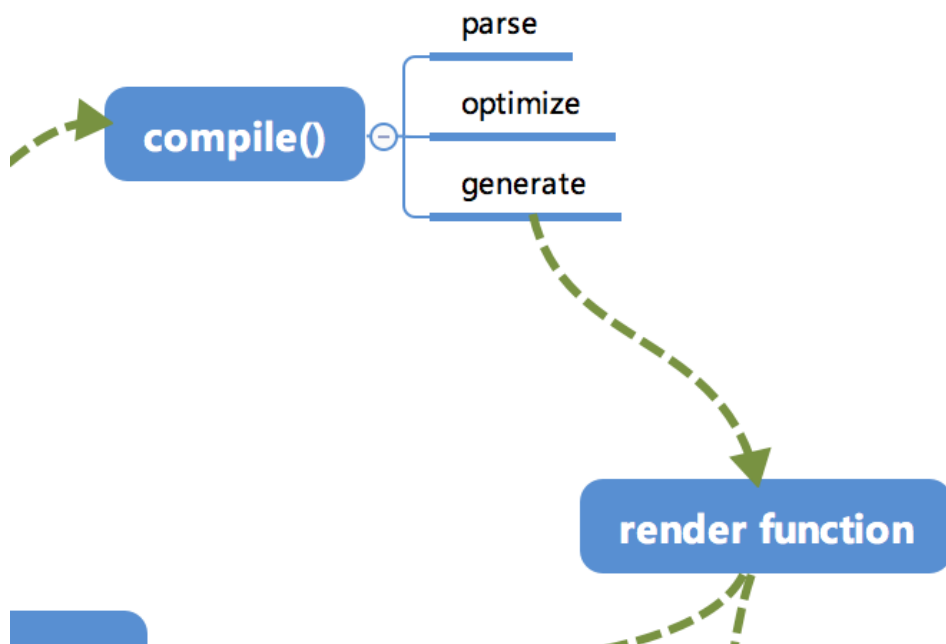 parse
optimize
compile()
generate
render function